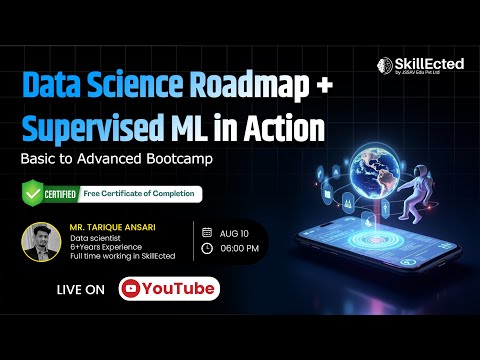 SkillEcted
by JSSAV Edu Pvt Ltd
Data Science Roadmap +
Supervised ML in Action
Basic to Advanced Bootcamp
CERTIFIED
Free Certificate of Completion
MR. TARIQUE ANSARI
Data scientist
6+Years Experience
Full time working in SkillEcted
AUG 10
06:00 PM
LIVE ON YouTube